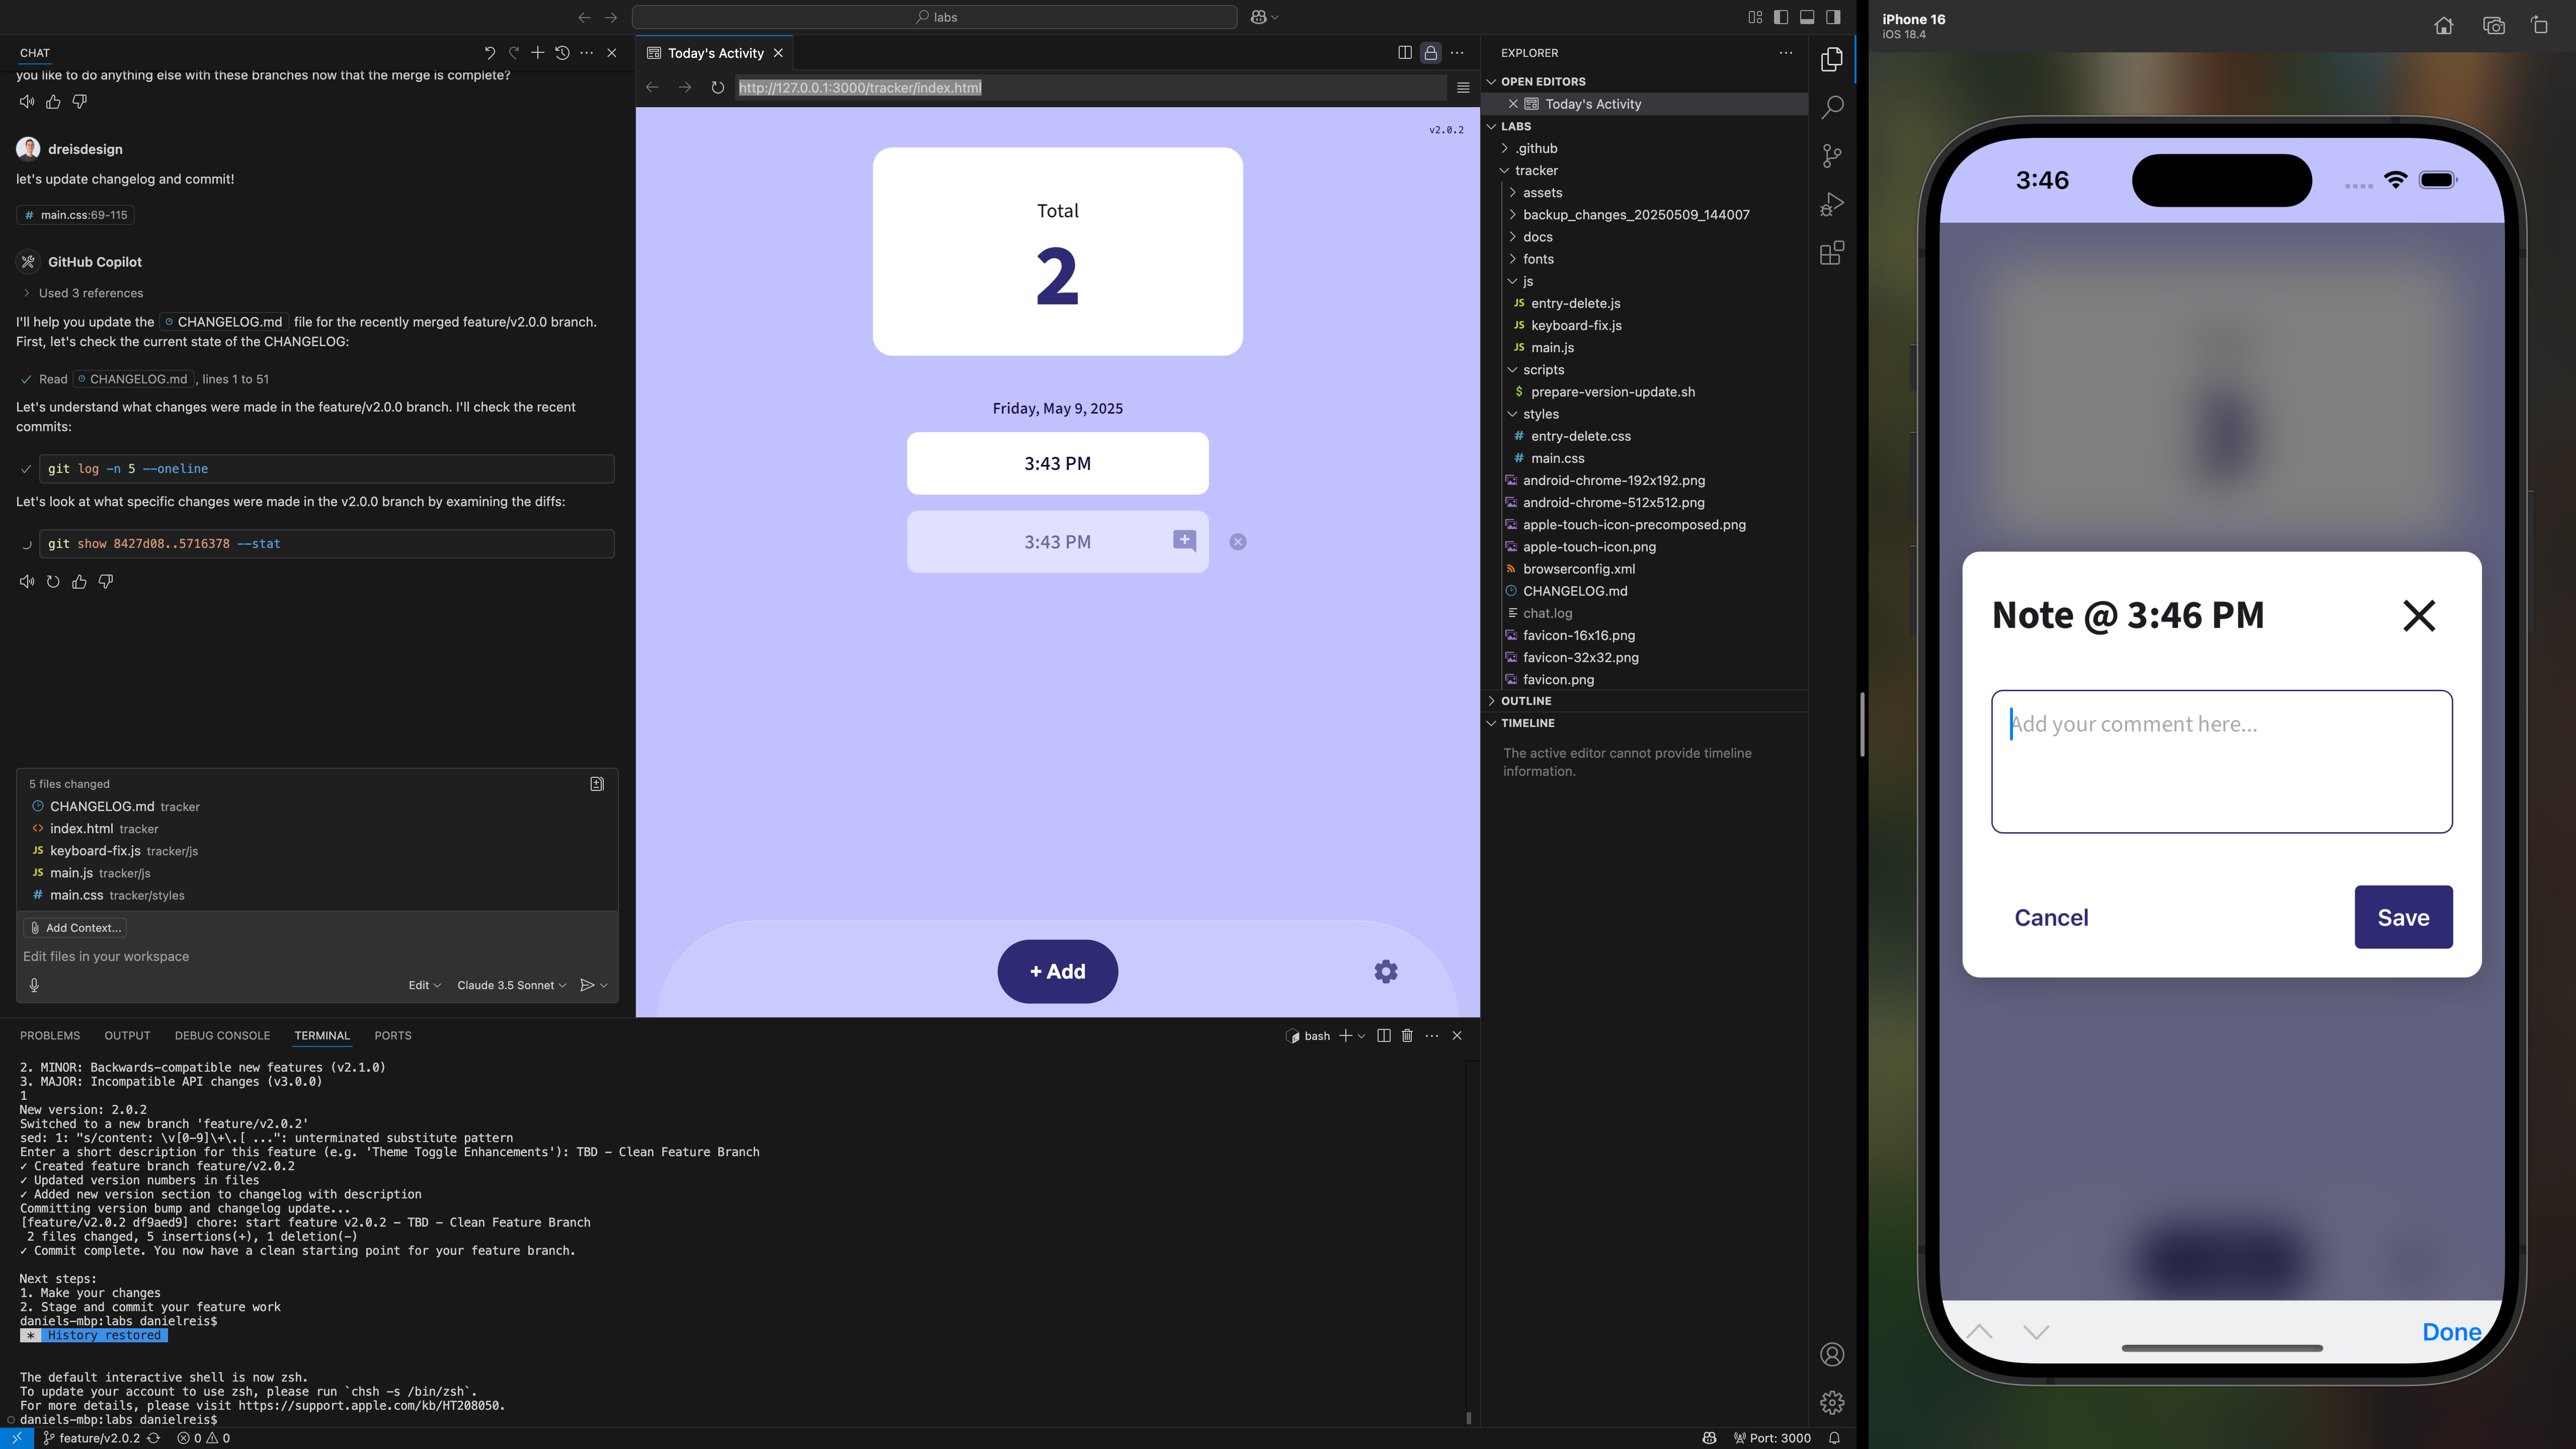 labs
CHAT
you like to do anything else with these branches now that the merge is complete?
dreisdesign
let's update changelog and commit!
# main.css:69-115
GitHub Copilot
Used 3 references
I'll help you update the CHANGELOG.md file for the recently merged feature/v2.0.0 branch.
First, let's check the current state of the CHANGELOG:
Read CHANGELOG.md, lines 1 to 51
Let's understand what changes were made in the feature/v2.0.0 branch. I'll check the recent
commits:
git log -n 5 --oneline
Let's look at what specific changes were made in the v2.0.0 branch by examining the diffs:
git show 8427d08..5716378 --stat
5 files changed
CHANGELOG.md tracker
index.html tracker
JS keyboard-fix.js tracker/js
JS main.js tracker/js
# main.css tracker/styles
Add Context...
Edit files in your workspace
Edit
Claude 3.5 Sonnet
Today's Activity
http://127.0.0.1:3000/tracker/index.html
v2.0.2
Total
2
Friday, May 9, 2025
3:43 PM
3:43 PM
+ Add
EXPLORER
OPEN EDITORS
Today's Activity
LABS
.github
tracker
assets
backup_changes_20250509_144007
docs
fonts
js
JS entry-delete.js
JS keyboard-fix.js
JS main.js
scripts
$ prepare-version-update.sh
styles
# entry-delete.css
# main.css
android-chrome-192x192.png
android-chrome-512x512.png
apple-touch-icon-precomposed.png
apple-touch-icon.png
browserconfig.xml
CHANGELOG.md
chat.log
favicon-16x16.png
favicon-32x32.png
favicon.png
OUTLINE
TIMELINE
The active editor cannot provide timeline
information.
PROBLEMS
OUTPUT
DEBUG CONSOLE
TERMINAL
PORTS
bash
2. MINOR: Backwards-compatible new features (v2.1.0)
3. MAJOR: Incompatible API changes (v3.0.0)
1
New version: 2.0.2
Switched to a new branch 'feature/v2.0.2'
sed: 1: "s/content: \v[0-9]\+\.[ ...": unterminated substitute pattern
Enter a short description for this feature (e.g. 'Theme Toggle Enhancements'): TBD - Clean Feature Branch
✓ Created feature branch feature/v2.0.2
✓ Updated version numbers in files
✓ Added new version section to changelog with description
Committing version bump and changelog update...
[feature/v2.0.2 df9aed9] chore: start feature v2.0.2 - TBD - Clean Feature Branch
2 files changed, 5 insertions(+), 1 deletion(-)
✓ Commit complete. You now have a clean starting point for your feature branch.
Next steps:
1. Make your changes
2. Stage and commit your feature work
daniels-mbp:labs danielreis$
* History restored
The default interactive shell is now zsh.
To update your account to use zsh, please run `chsh -s /bin/zsh`.
For more details, please visit https://support.apple.com/kb/HT208050.
daniels-mbp:labs danielreis$
feature/v2.0.2
0
0
Port: 3000
iPhone 16
iOS 18.4
3:46
Note @ 3:46 PM
Add your comment here...
Cancel
Save
Done